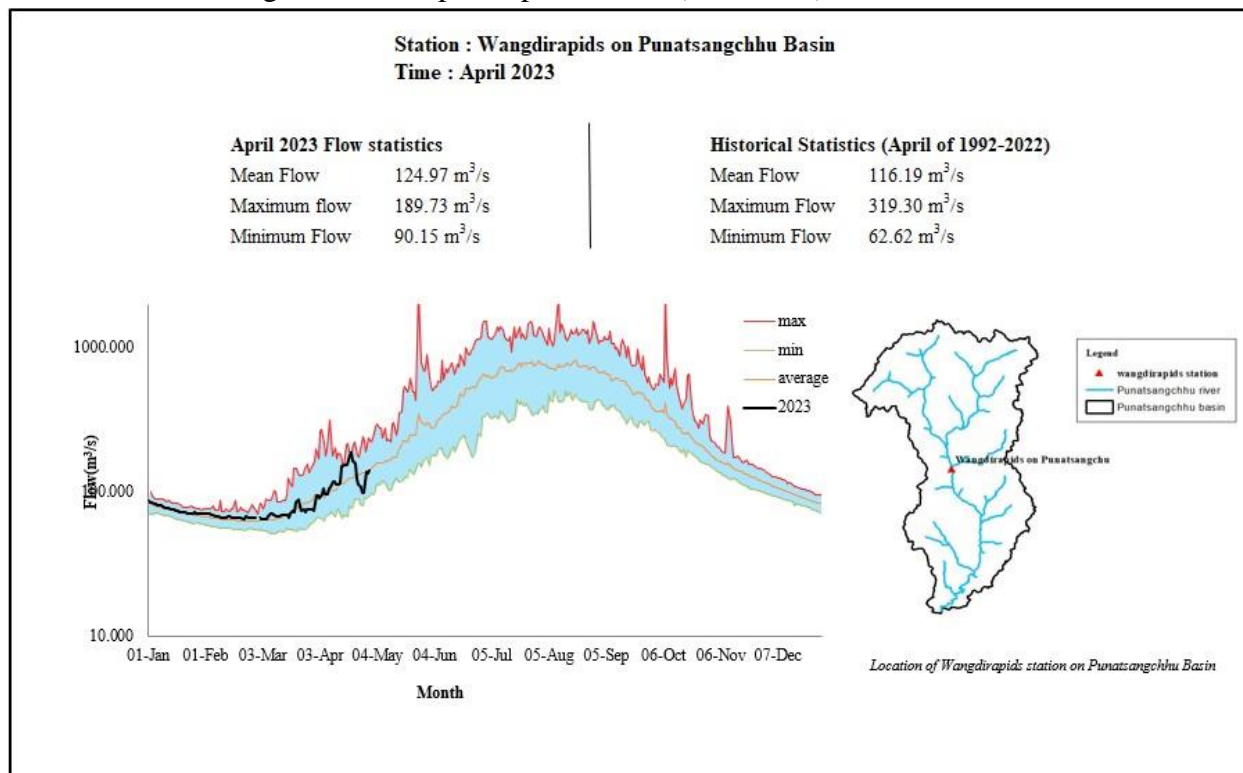 Station : Wangdirapids on Punatsangchhu Basin
Time : April 2023
April 2023 Flow statistics
Mean Flow 124.97 m³/s
Maximum flow 189.73 m³/s
Minimum Flow 90.15 m³/s
Historical Statistics (April of 1992-2022)
Mean Flow 116.19 m³/s
Maximum Flow 319.30 m³/s
Minimum Flow 62.62 m³/s
1000.000
100.000
10.000
Flow(m³/s)
01-Jan 01-Feb 03-Mar 03-Apr 04-May 04-Jun 05-Jul 05-Aug 05-Sep 06-Oct 06-Nov 07-Dec
Month
max
min
average
2023
Legend
wangdirapids station
Punatsangchhu river
Punatsangchhu basin
Wangdirapids on Punatsangchu
Location of Wangdirapids station on Punatsangchhu Basin